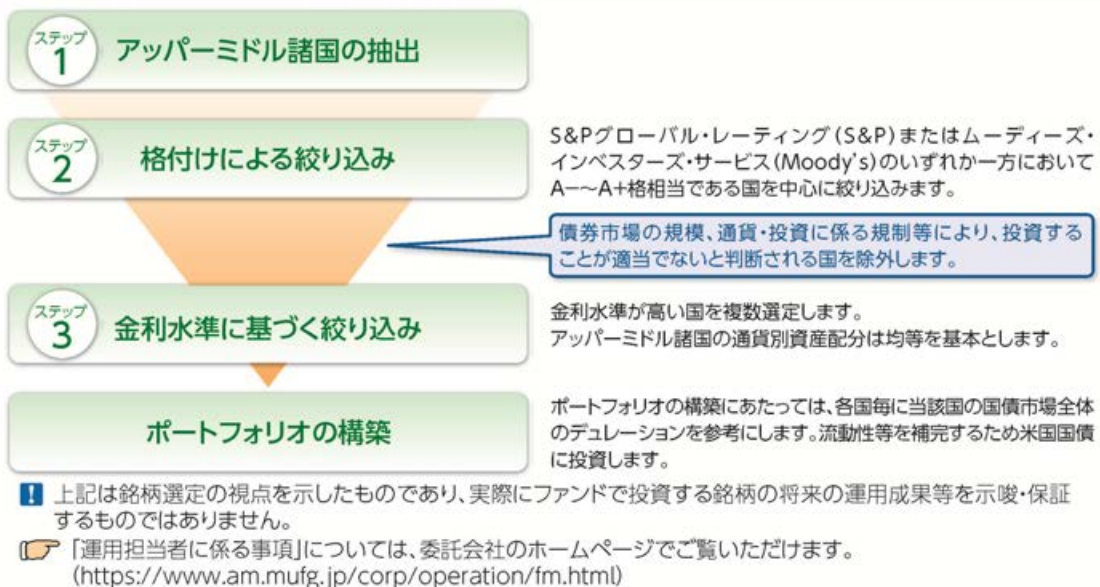 ステップ
1
アッパーミドル諸国の抽出
ステップ
2
格付けによる絞り込み
S&Pグローバル・レーティング(S&P)またはムーディーズ・
インベスターズ・サービス(Moody's)のいずれか一方において
A-~A+格相当である国を中心に絞り込みます。
債券市場の規模、通貨・投資に係る規制等により、投資する
ことが適当でないと判断される国を除外します。
ステップ
3
金利水準に基づく絞り込み
金利水準が高い国を複数選定します。
アッパーミドル諸国の通貨別資産配分は均等を基本とします。
ポートフォリオの構築
ポートフォリオの構築にあたっては、各国毎に当該国の国債市場全体
のデュレーションを参考にします。流動性等を補完するため米国国債
に投資します。
! 上記は銘柄選定の視点を示したものであり、実際にファンドで投資する銘柄の将来の運用成果等を示唆・保証
するものではありません。
「運用担当者に係る事項」については、委託会社のホームページでご覧いただけます。
(https://www.am.mufg.jp/corp/operation/fm.html)